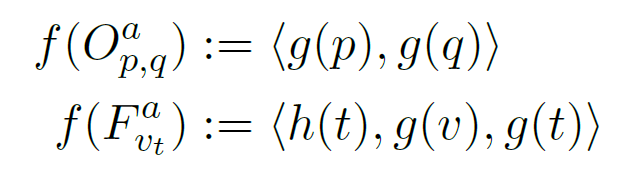 f(O^a_{p,q}) := ⟨g(p), g(q)⟩
f(F^a_{v_t}) := ⟨h(t), g(v), g(t)⟩